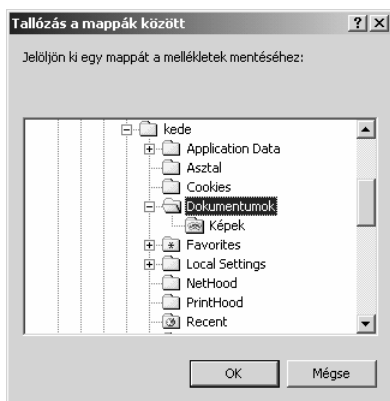 Tallózás a mappák között
Jelöljön ki egy mappát a mellékletek mentéséhez:
kede
Application Data
Asztal
Cookies
Dokumentumok
Képek
Favorites
Local Settings
NetHood
PrintHood
Recent
OK Mégse